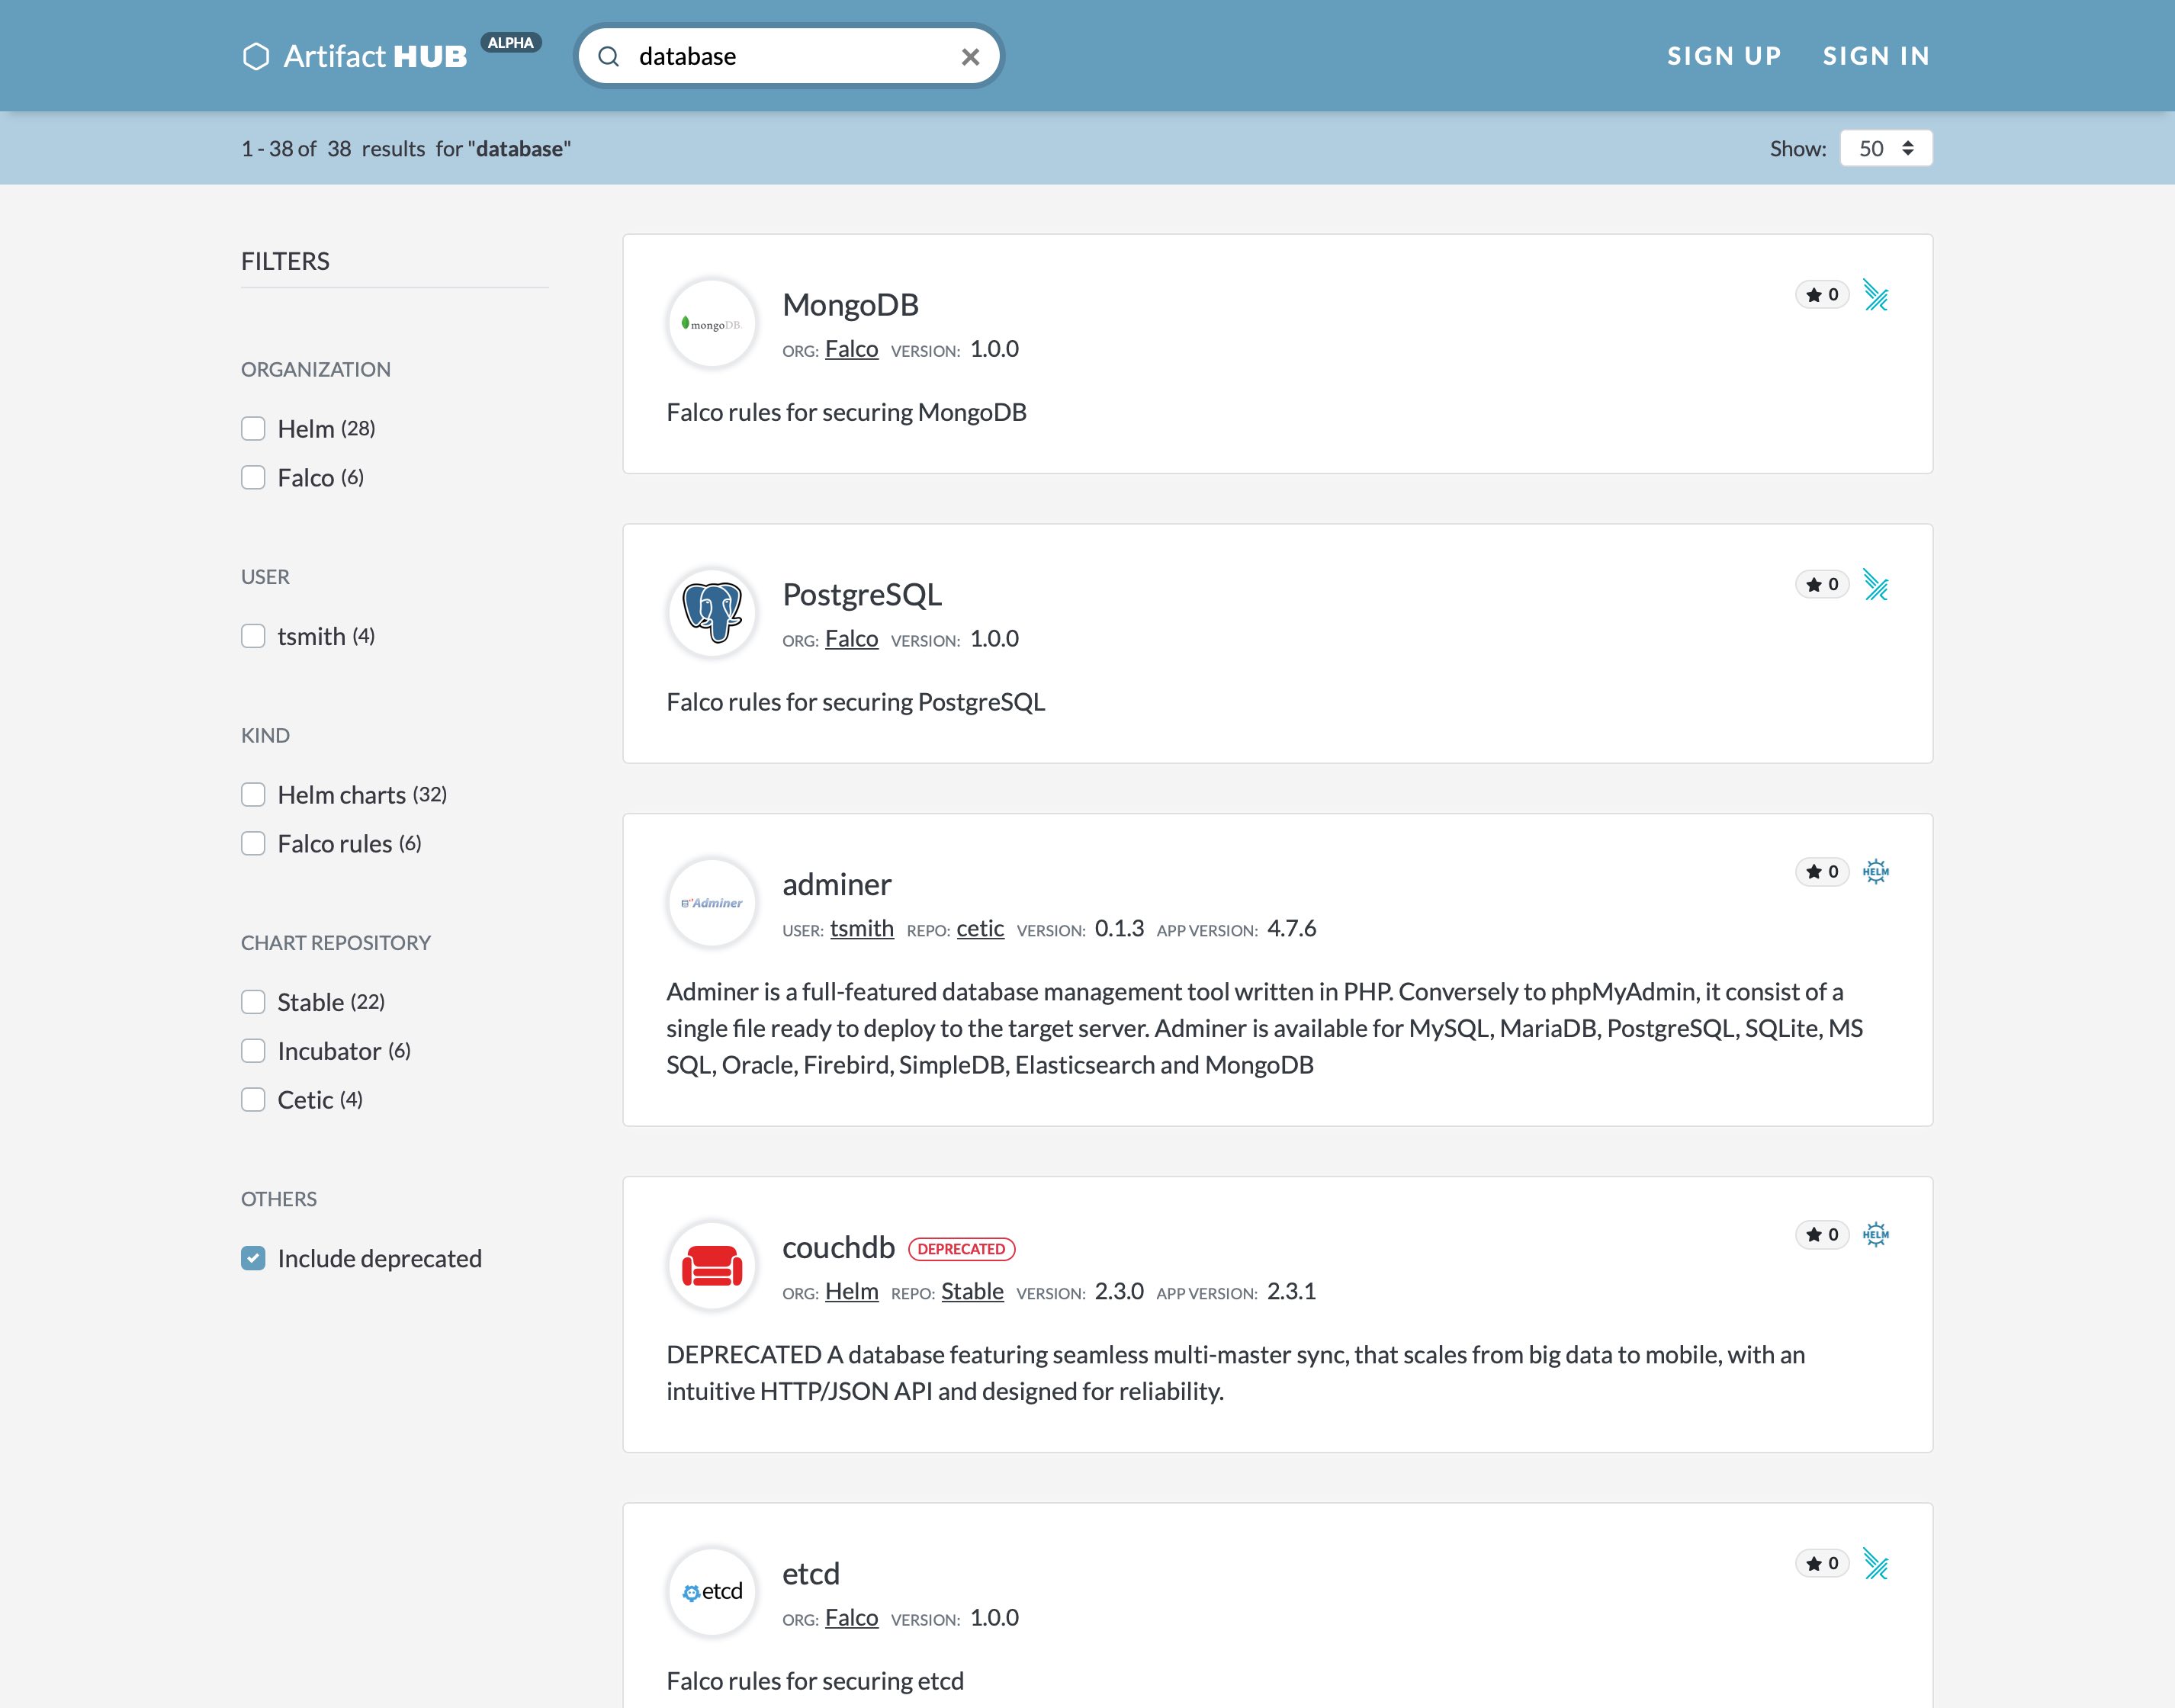 Artifact HUB ALPHA
database
SIGN UP SIGN IN
1 - 38 of 38 results for "database"
Show: 50
FILTERS
ORGANIZATION
Helm (28)
Falco (6)
USER
tsmith (4)
KIND
Helm charts (32)
Falco rules (6)
CHART REPOSITORY
Stable (22)
Incubator (6)
Cetic (4)
OTHERS
Include deprecated
mongoDB
MongoDB
0
ORG: Falco VERSION: 1.0.0
Falco rules for securing MongoDB
PostgreSQL
0
ORG: Falco VERSION: 1.0.0
Falco rules for securing PostgreSQL
Adminer
adminer
0
HELM
USER: tsmith REPO: cetic VERSION: 0.1.3 APP VERSION: 4.7.6
Adminer is a full-featured database management tool written in PHP. Conversely to phpMyAdmin, it consist of a
single file ready to deploy to the target server. Adminer is available for MySQL, MariaDB, PostgreSQL, SQLite, MS
SQL, Oracle, Firebird, SimpleDB, Elasticsearch and MongoDB
couchdb DEPRECATED
0
HELM
ORG: Helm REPO: Stable VERSION: 2.3.0 APP VERSION: 2.3.1
DEPRECATED A database featuring seamless multi-master sync, that scales from big data to mobile, with an
intuitive HTTP/JSON API and designed for reliability.
etcd
etcd
0
ORG: Falco VERSION: 1.0.0
Falco rules for securing etcd